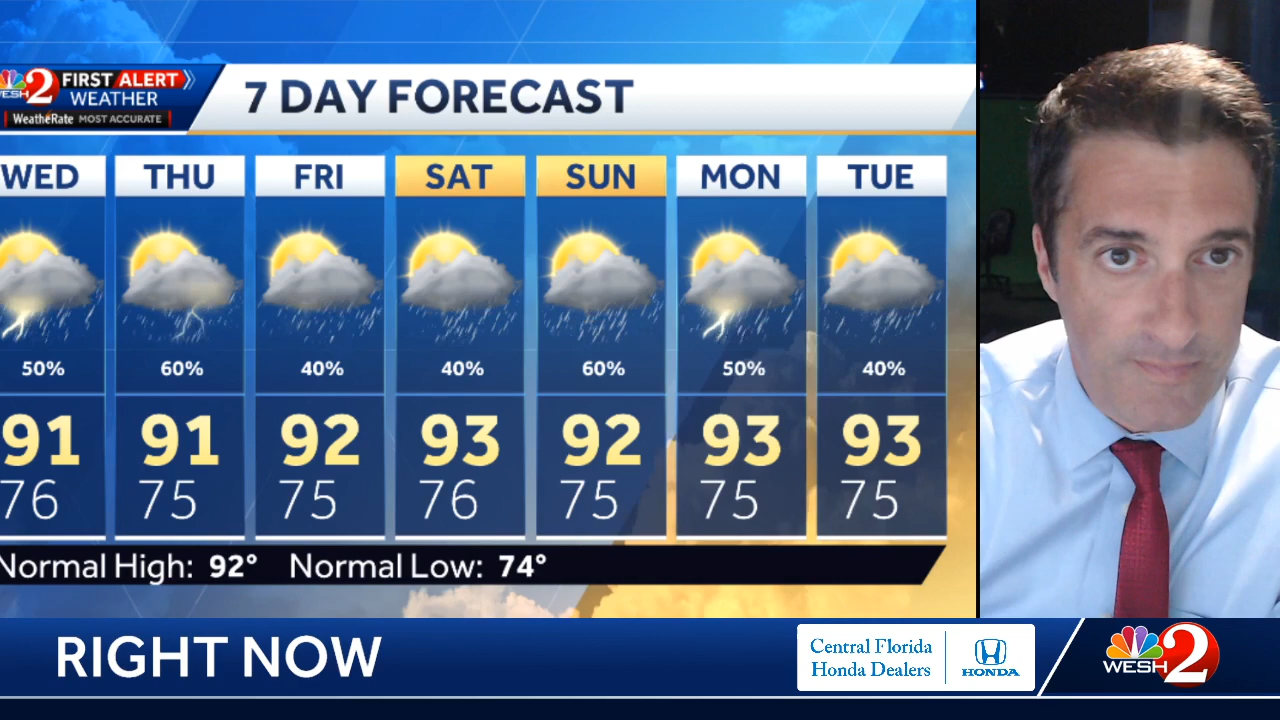 WESH 2 FIRST ALERT
WEATHER
WeatheRate MOST ACCURATE
7 DAY FORECAST
WED THU FRI SAT SUN MON TUE
50% 60% 40% 40% 60% 50% 40%
91 91 92 93 92 93 93
76 75 75 76 75 75 75
Normal High: 92° Normal Low: 74°
RIGHT NOW
Central Florida
Honda Dealers
HONDA
WESH 2